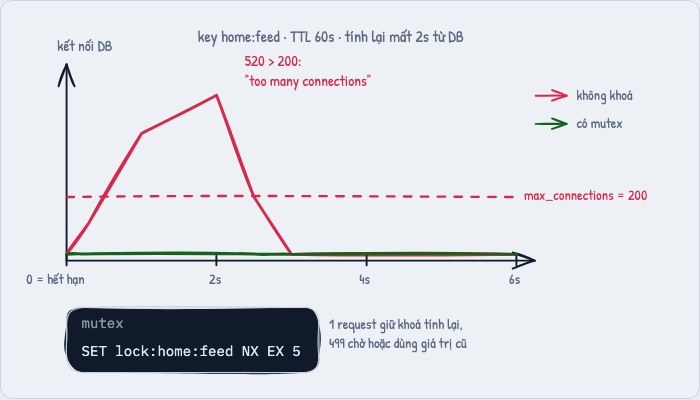 key home:feed · TTL 60s · tính lại mất 2s từ DB
kết nối DB
520 > 200:
"too many connections"
không khoá
có mutex
max_connections = 200
0 = hết hạn
2s
4s
6s
mutex
SET lock:home:feed NX EX 5
1 request giữ khoá tính lại,
499 chờ hoặc dùng giá trị cũ